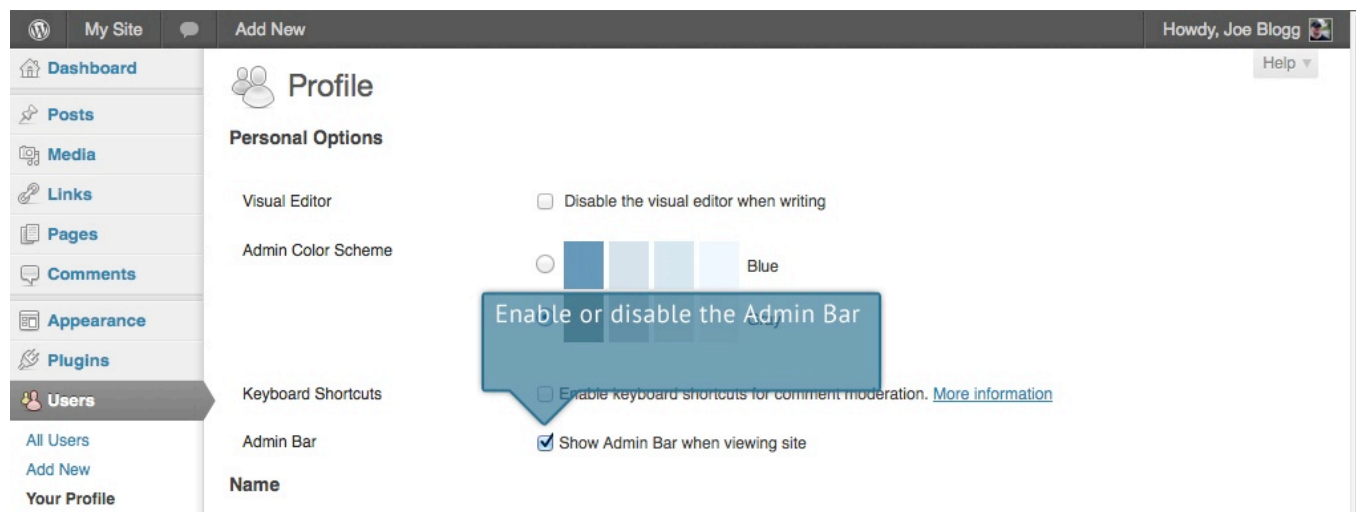 My Site Add New Howdy, Joe Blogg
Help
Dashboard
Posts
Media
Links
Pages
Comments
Appearance
Plugins
Users
All Users
Add New
Your Profile
Profile
Personal Options
Visual Editor Disable the visual editor when writing
Admin Color Scheme
Blue
Enable or disable the Admin Bar
Gray
Keyboard Shortcuts Enable keyboard shortcuts for comment moderation. More information
Admin Bar Show Admin Bar when viewing site
Name